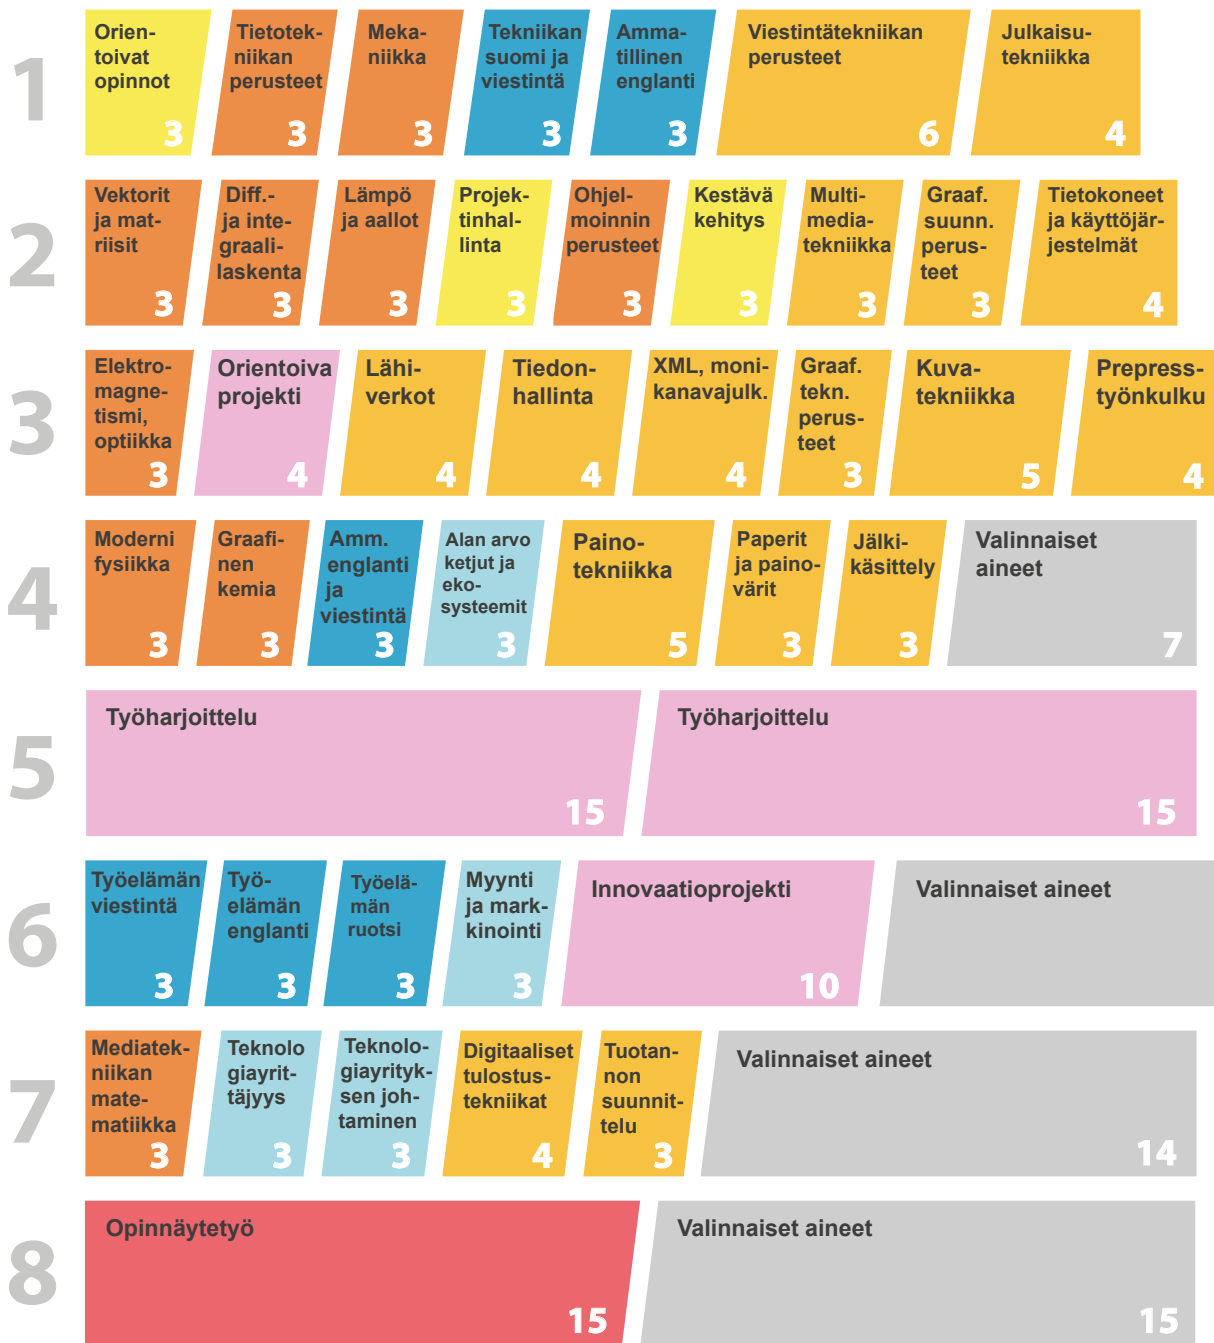 1
Orien-
toivat
opinnot
3
Tietotek-
niikan
perusteet
3
Meka-
niikka
3
Tekniikan
suomi ja
viestintä
3
Amma-
tillinen
englanti
3
Viestintätekniikan
perusteet
6
Julkaisu-
tekniikka
4
2
Vektorit
ja mat-
riisit
3
Diff.-
ja inte-
graali-
laskenta
3
Lämpö
ja aallot
3
Projek-
tinhal-
linta
3
Ohjel-
moinnin
perusteet
3
Kestävä
kehitys
3
Multi-
media-
tekniikka
3
Graaf.
suunn.
perus-
teet
3
Tietokoneet
ja käyttöjär-
jestelmät
4
3
Elektro-
magne-
tismi,
optiikka
3
Orientoiva
projekti
4
Lähi-
verkot
4
Tiedon-
hallinta
4
XML, moni-
kanavajulk.
4
Graaf.
tekn.
perus-
teet
3
Kuva-
tekniikka
5
Prepress-
työnkulku
4
4
Moderni
fysiikka
3
Graafi-
nen
kemia
3
Amm.
englanti
ja
viestintä
3
Alan arvo
ketjut ja
eko-
systeemit
3
Paino-
tekniikka
5
Paperit
ja paino-
värit
3
Jälki-
käsittely
3
Valinnaiset
aineet
7
5
Työharjoittelu
15
Työharjoittelu
15
6
Työelämän
viestintä
3
Työ-
elämän
englanti
3
Työelä-
män
ruotsi
3
Myynti
ja mark-
kinointi
3
Innovaatioprojekti
10
Valinnaiset aineet
7
Mediatek-
niikan
mate-
matiikka
3
Teknolo
giayrit-
täjyys
3
Teknolo-
giayrityk-
sen joh-
taminen
3
Digitaaliset
tulostus-
tekniikat
4
Tuotan-
non
suunnit-
telu
3
Valinnaiset aineet
14
8
Opinnäytetyö
15
Valinnaiset aineet
15